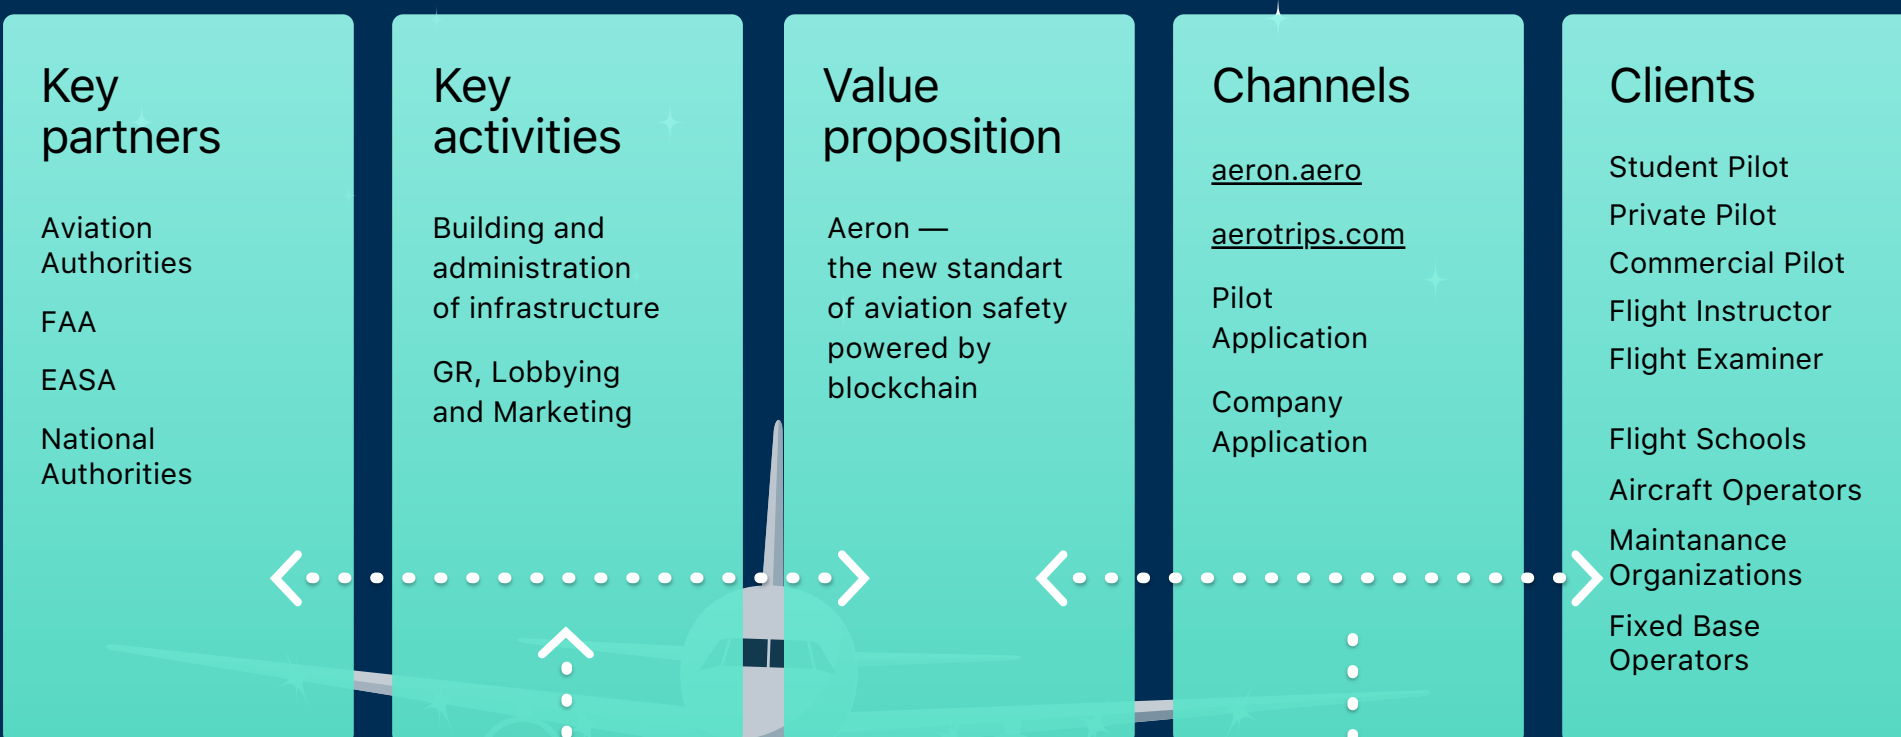 Key
partners
Aviation
Authorities
FAA
EASA
National
Authorities
Key
activities
Building and
administration
of infrastructure
GR, Lobbying
and Marketing
Value
proposition
Aeron —
the new standart
of aviation safety
powered by
blockchain
Channels
aeron.aero
aerotrips.com
Pilot
Application
Company
Application
Clients
Student Pilot
Private Pilot
Commercial Pilot
Flight Instructor
Flight Examiner
Flight Schools
Aircraft Operators
Maintanance
Organizations
Fixed Base
Operators